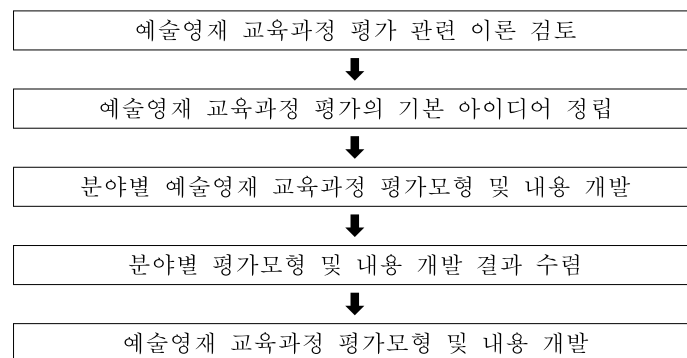 예술영재 교육과정 평가 관련 이론 검토
예술영재 교육과정 평가의 기본 아이디어 정립
분야별 예술영재 교육과정 평가모형 및 내용 개발
분야별 평가모형 및 내용 개발 결과 수렴
예술영재 교육과정 평가모형 및 내용 개발